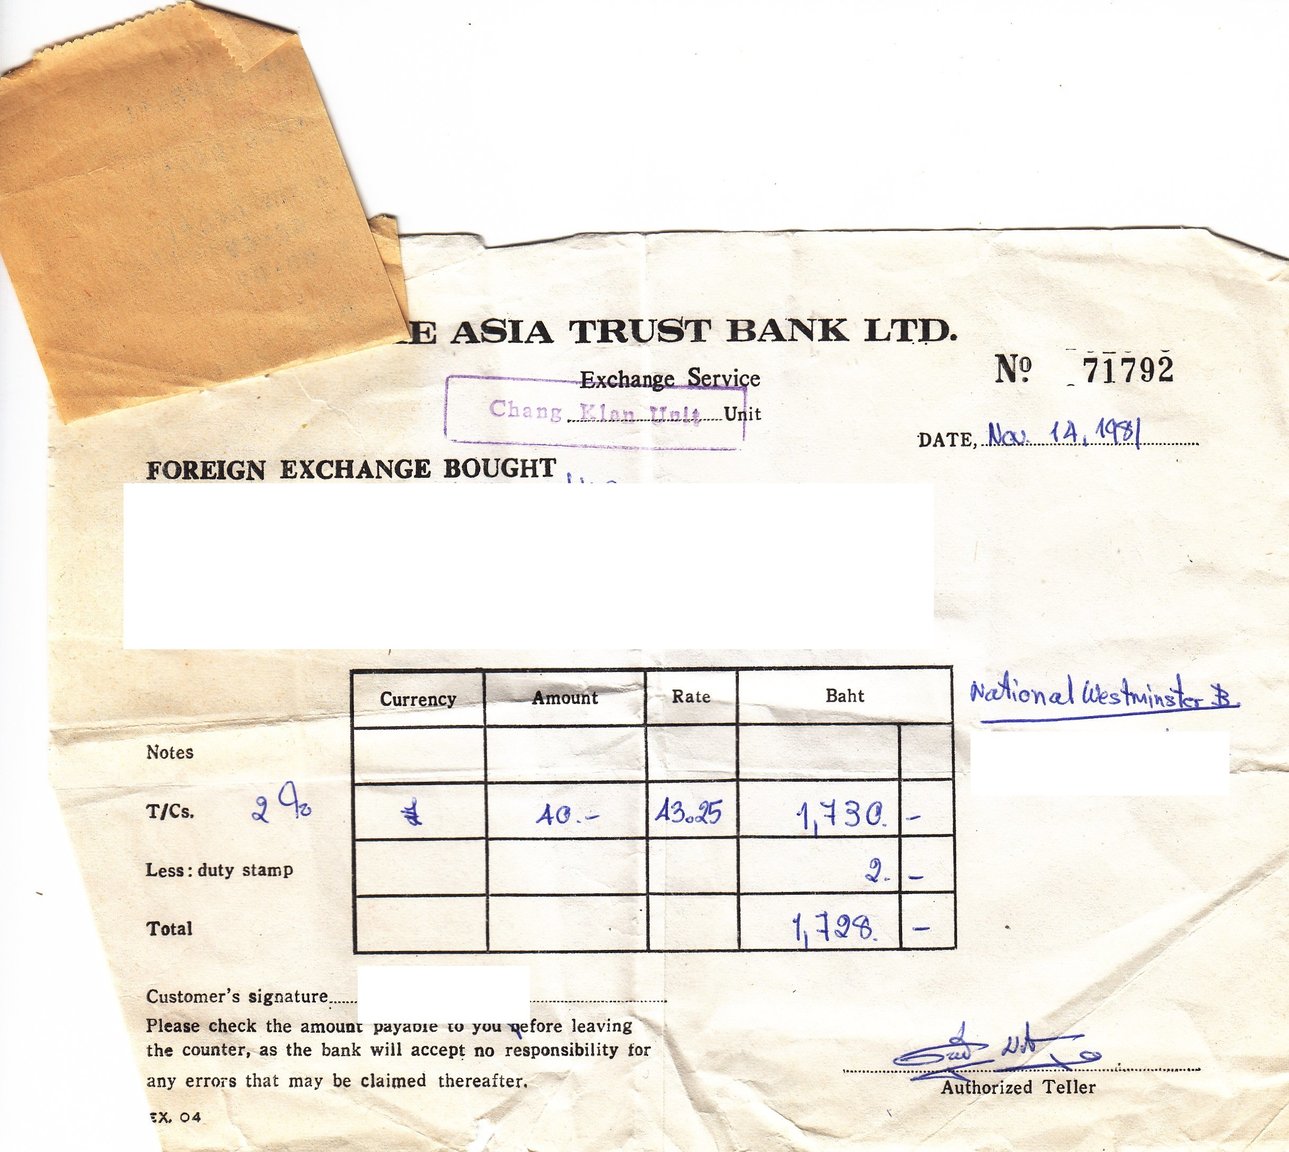 E ASIA TRUST BANK LTD.
Exchange Service
Nº 71792
Chang Klan Unit Unit
DATE, Nov. 14, 1981
FOREIGN EXCHANGE BOUGHT
Currency Amount Rate Baht
National Westminster B.
Notes
T/Cs. 2 £ 40.- 43.25 1,730. -
Less: duty stamp 2. -
Total 1,728. -
Customer's signature
Please check the amount payable to you before leaving
the counter, as the bank will accept no responsibility for
any errors that may be claimed thereafter.
Authorized Teller
EX. 04